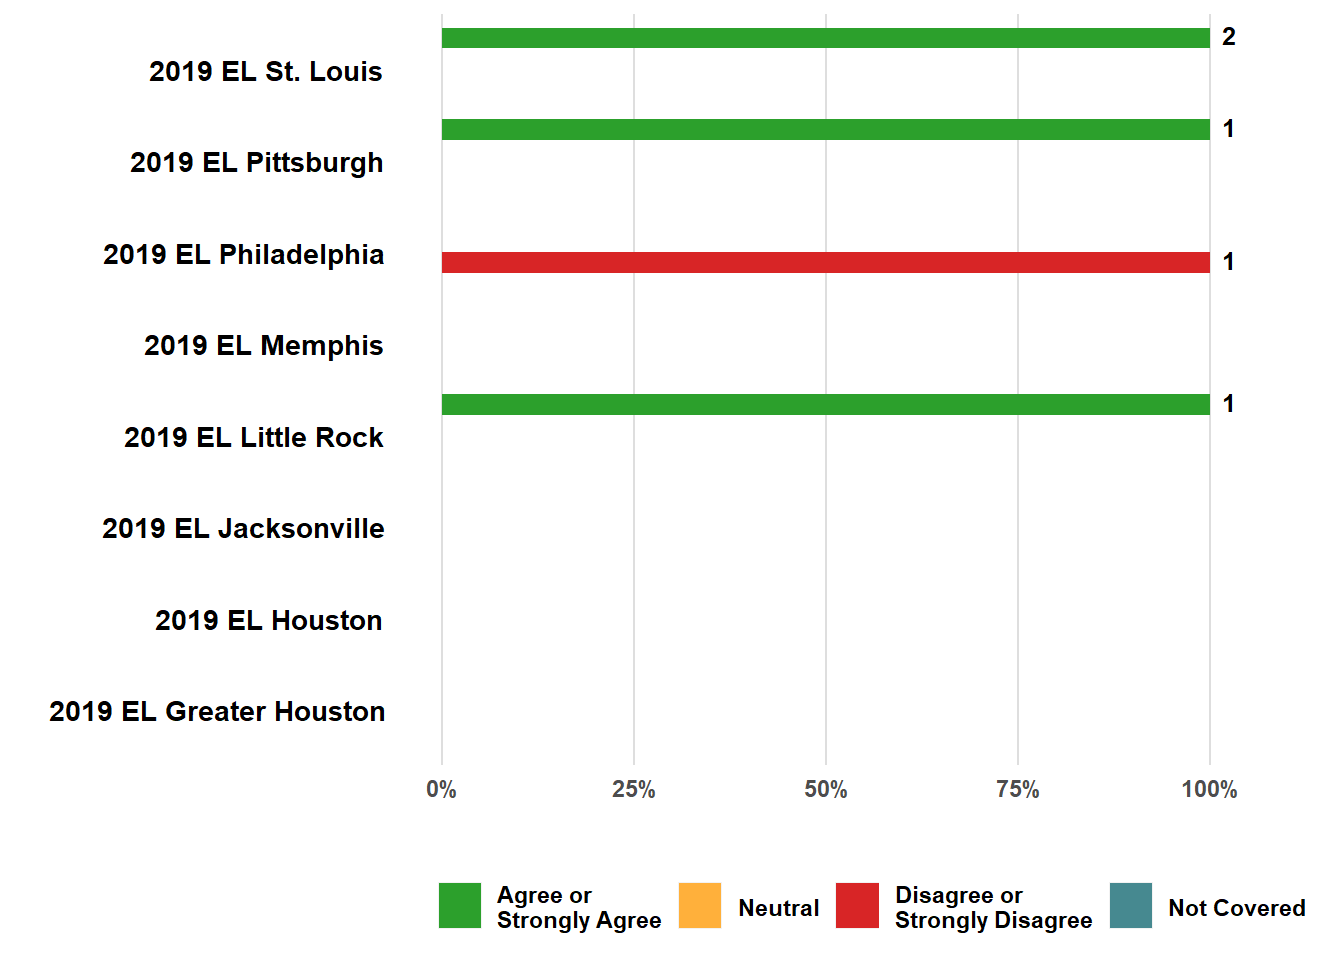 2
2019 EL St. Louis
1
2019 EL Pittsburgh
2019 EL Philadelphia
1
2019 EL Memphis
1
2019 EL Little Rock
2019 EL Jacksonville
2019 EL Houston
2019 EL Greater Houston
0% 25% 50% 75% 100%
Agree or
Strongly Agree
Neutral
Disagree or
Strongly Disagree
Not Covered